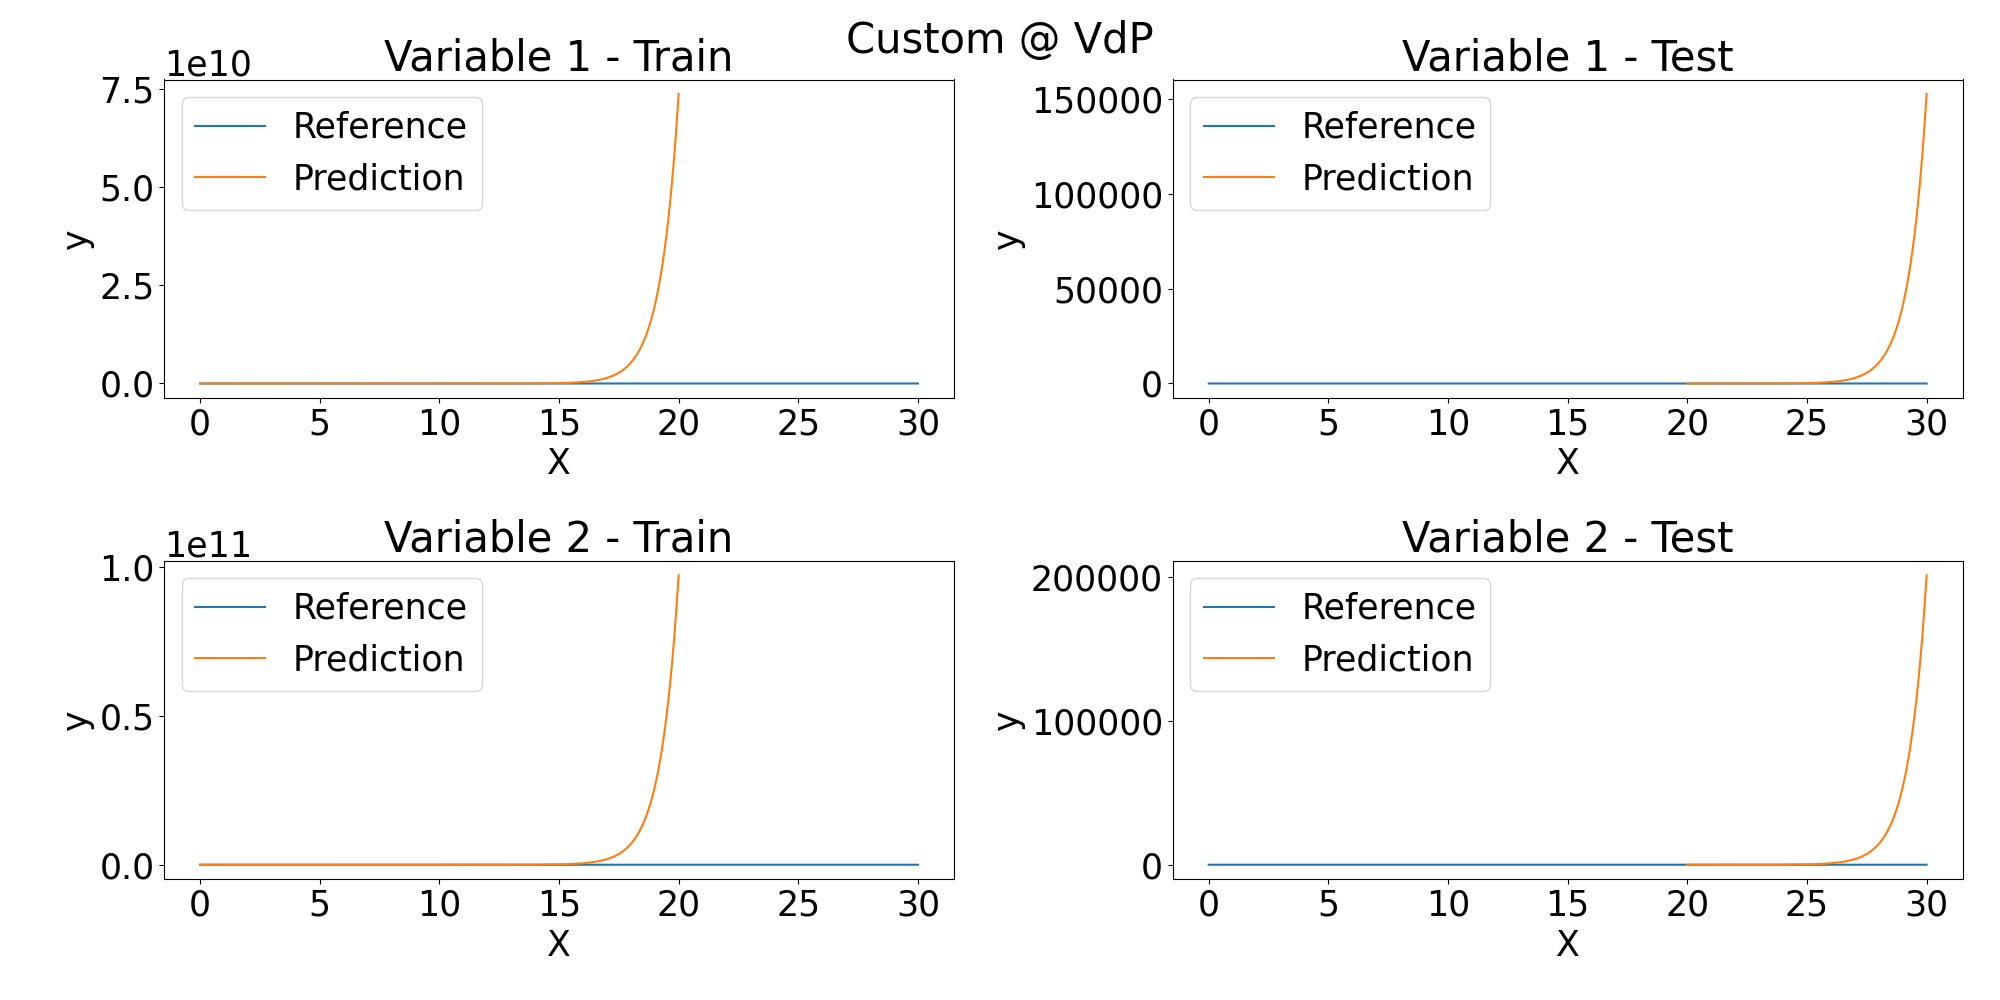 Custom @ VdP
Variable 1 - Train
1e10
7.5
5.0
2.5
0.0
y
Reference
Prediction
0 5 10 15 20 25 30
X
Variable 1 - Test
150000
100000
50000
0
y
Reference
Prediction
0 5 10 15 20 25 30
X
Variable 2 - Train
1e11
1.0
0.5
0.0
y
Reference
Prediction
0 5 10 15 20 25 30
X
Variable 2 - Test
200000
100000
0
y
Reference
Prediction
0 5 10 15 20 25 30
X